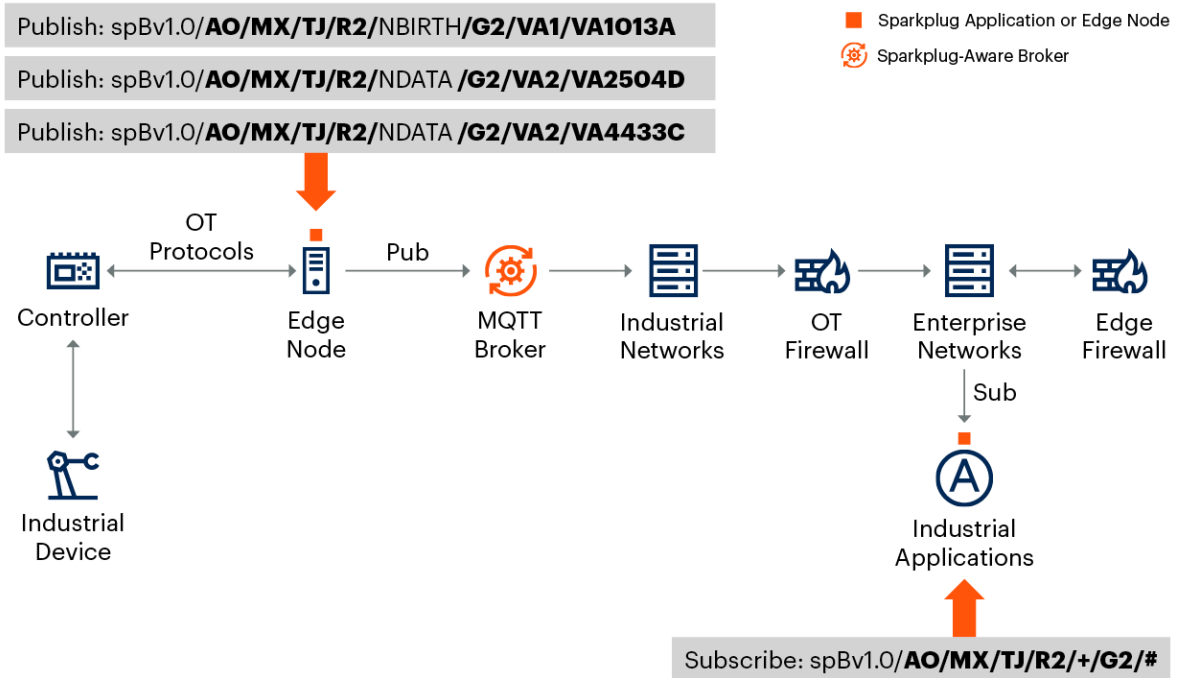 Publish: spBv1.0/AO/MX/TJ/R2/NBIRTH/G2/VA1/VA1013A
Publish: spBv1.0/AO/MX/TJ/R2/NDATA /G2/VA2/VA2504D
Publish: spBv1.0/AO/MX/TJ/R2/NDATA /G2/VA2/VA4433C
Sparkplug Application or Edge Node
Sparkplug-Aware Broker
OT
Protocols
Pub
Controller
Edge
Node
MQTT
Broker
Industrial
Networks
OT
Firewall
Enterprise
Networks
Edge
Firewall
Sub
Industrial
Device
A
Industrial
Applications
Subscribe: spBv1.0/AO/MX/TJ/R2/+/G2/#